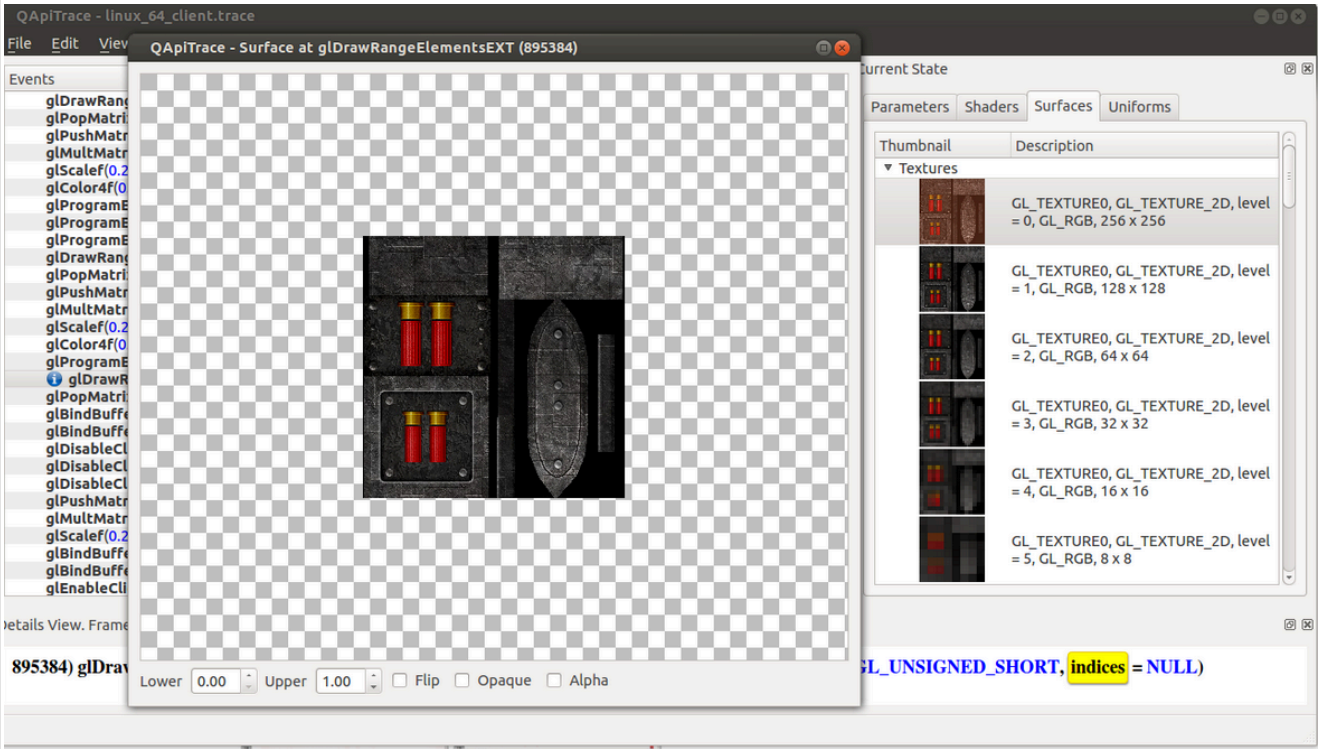 QApiTrace - linux_64_client.trace
File Edit View
QApiTrace - Surface at glDrawRangeElementsEXT (895384)
Events
glDrawRang
glPopMatri
glPushMatr
glMultMatr
glScalef(0.2
glColor4f(0.
glProgramE
glProgramE
glProgramE
glDrawRang
glPopMatri
glPushMatr
glMultMatr
glScalef(0.2
glColor4f(0.
glProgramE
glDrawR
glPopMatri
glBindBuffe
glBindBuffe
glDisableCl
glDisableCl
glDisableCl
glPushMatr
glMultMatr
glScalef(0.2
glBindBuffe
glBindBuffe
glEnableCli
Lower 0.00 Upper 1.00 Flip Opaque Alpha
Current State
Parameters Shaders Surfaces Uniforms
Thumbnail Description
Textures
GL_TEXTURE0, GL_TEXTURE_2D, level
= 0, GL_RGB, 256 x 256
GL_TEXTURE0, GL_TEXTURE_2D, level
= 1, GL_RGB, 128 x 128
GL_TEXTURE0, GL_TEXTURE_2D, level
= 2, GL_RGB, 64 x 64
GL_TEXTURE0, GL_TEXTURE_2D, level
= 3, GL_RGB, 32 x 32
GL_TEXTURE0, GL_TEXTURE_2D, level
= 4, GL_RGB, 16 x 16
GL_TEXTURE0, GL_TEXTURE_2D, level
= 5, GL_RGB, 8 x 8
Details View. Frame
895384) glDraw GL_UNSIGNED_SHORT, indices = NULL)